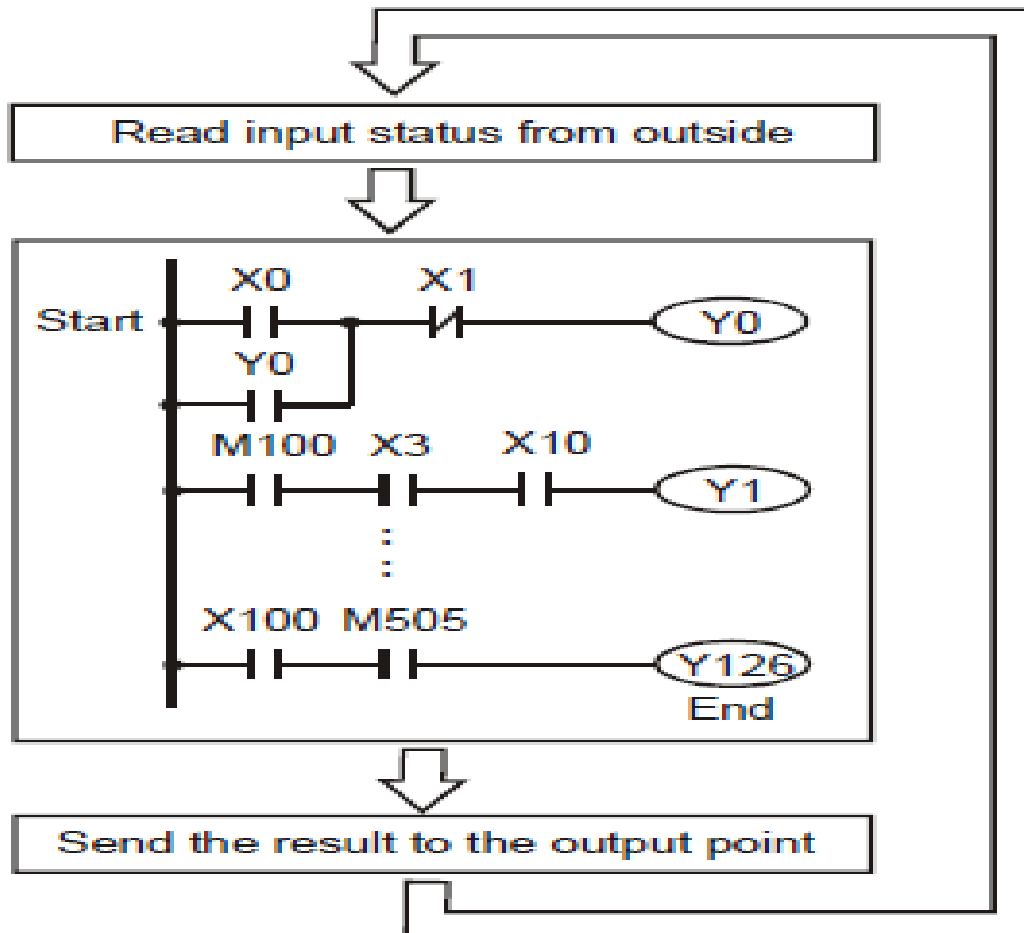 Read input status from outside
X0 X1
Start Y0
Y0
M100 X3 X10
Y1
:
:
X100 M505
Y126
End
Send the result to the output point